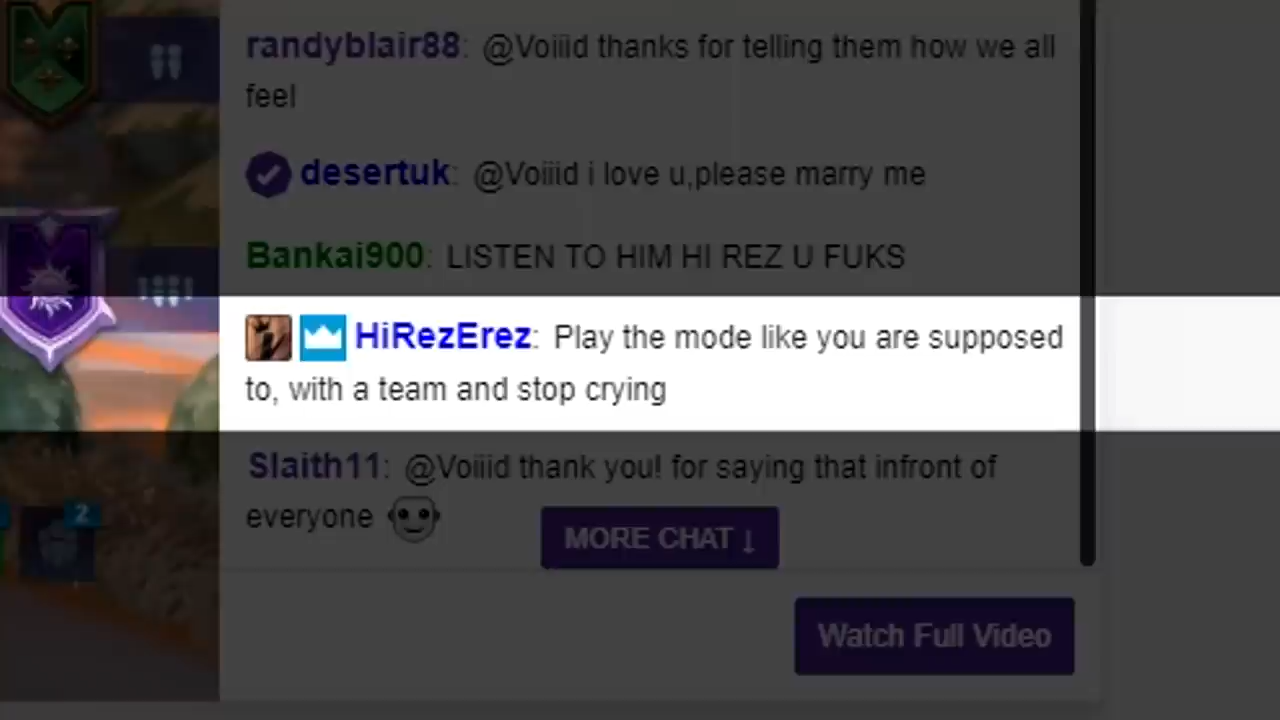 randyblair88: @Voiiid thanks for telling them how we all
feel
desertuk: @Voiiid i love u,please marry me
Bankai900: LISTEN TO HIM HI REZ U FUKS
HiRezErez: Play the mode like you are supposed
to, with a team and stop crying
Slaith11: @Voiiid thank you! for saying that infront of
everyone
2
MORE CHAT ↓
Watch Full Video